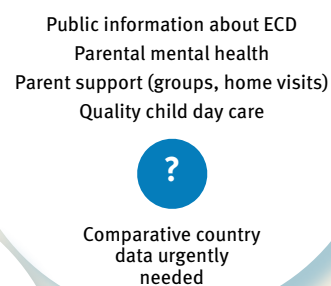 Public information about ECD
Parental mental health
Parent support (groups, home visits)
Quality child day care
?
Comparative country
data urgently
needed